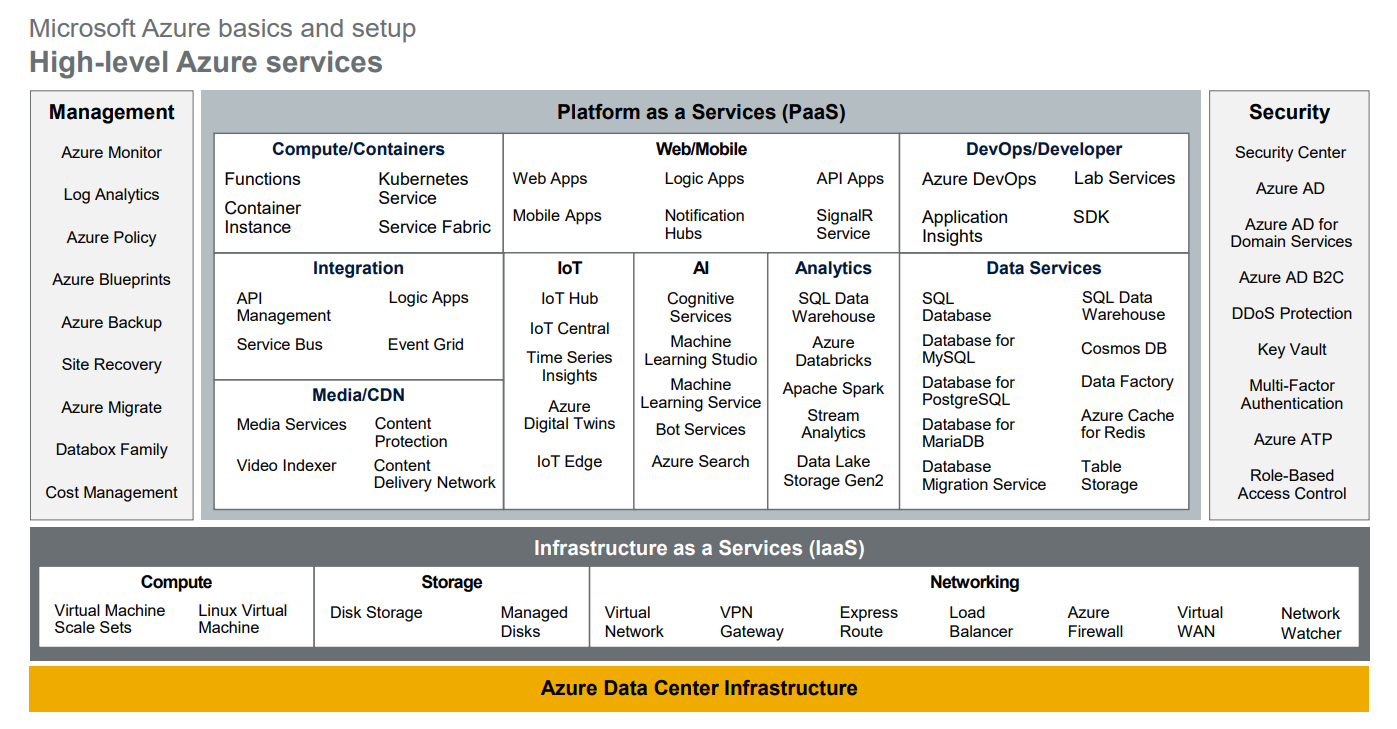 Microsoft Azure basics and setup
High-level Azure services
Management
Azure Monitor
Log Analytics
Azure Policy
Azure Blueprints
Azure Backup
Site Recovery
Azure Migrate
Databox Family
Cost Management
Platform as a Services (PaaS)
Compute/Containers
Functions
Kubernetes
Service
Container
Instance
Service Fabric
Web/Mobile
Web Apps
Logic Apps
API Apps
Mobile Apps
Notification
Hubs
SignalR
Service
DevOps/Developer
Azure DevOps
Lab Services
Application
Insights
SDK
Integration
API
Management
Logic Apps
Service Bus
Event Grid
Media/CDN
Media Services
Content
Protection
Video Indexer
Content
Delivery Network
IoT
IoT Hub
IoT Central
Time Series
Insights
Azure
Digital Twins
IoT Edge
AI
Cognitive
Services
Machine
Learning Studio
Machine
Learning Service
Bot Services
Azure Search
Analytics
SQL Data
Warehouse
Azure
Databricks
Apache Spark
Stream
Analytics
Data Lake
Storage Gen2
Data Services
SQL
Database
Database for
MySQL
Database for
PostgreSQL
Database for
MariaDB
Database
Migration Service
SQL Data
Warehouse
Cosmos DB
Data Factory
Azure Cache
for Redis
Table
Storage
Security
Security Center
Azure AD
Azure AD for
Domain Services
Azure AD B2C
DDoS Protection
Key Vault
Multi-Factor
Authentication
Azure ATP
Role-Based
Access Control
Infrastructure as a Services (IaaS)
Compute
Virtual Machine
Scale Sets
Linux Virtual
Machine
Storage
Disk Storage
Managed
Disks
Networking
Virtual
Network
VPN
Gateway
Express
Route
Load
Balancer
Azure
Firewall
Virtual
WAN
Network
Watcher
Azure Data Center Infrastructure